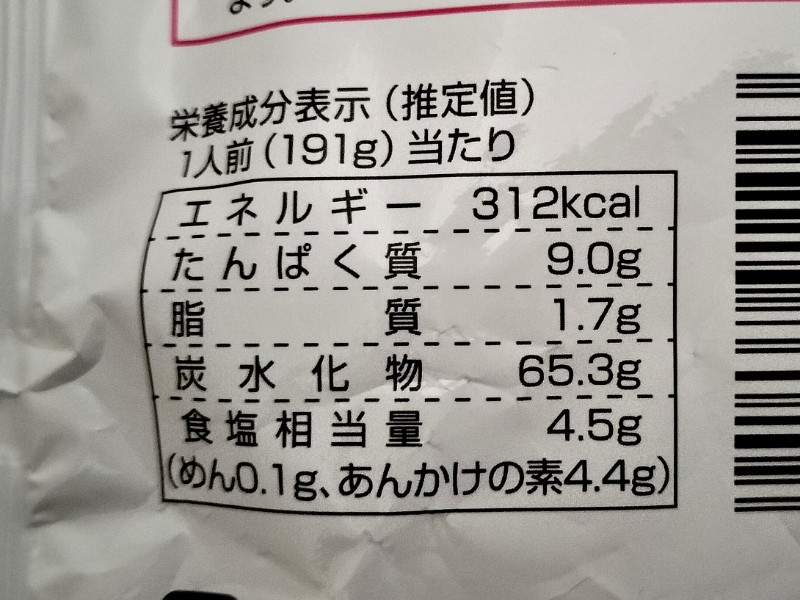 栄養成分表示（推定値）
1人前（191g）当たり
エネルギー 312kcal
たんぱく質 9.0g
脂質 1.7g
炭水化物 65.3g
食塩相当量 4.5g
（めん0.1g、あんかけの素4.4g）